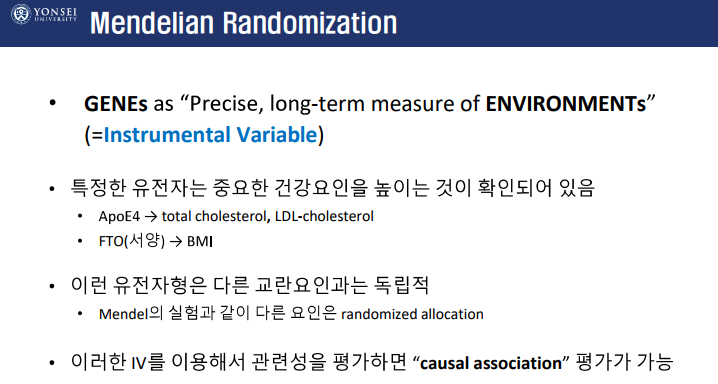 YONSEI
UNIVERSITY
Mendelian Randomization
• GENEs as “Precise, long-term measure of ENVIRONMENTs”
(=Instrumental Variable)
• 특정한 유전자는 중요한 건강요인을 높이는 것이 확인되어 있음
• ApoE4 → total cholesterol, LDL-cholesterol
• FTO(서양) → BMI
• 이런 유전자형은 다른 교란요인과는 독립적
• Mendel의 실험과 같이 다른 요인은 randomized allocation
• 이러한 IV를 이용해서 관련성을 평가하면 “causal association” 평가가 가능